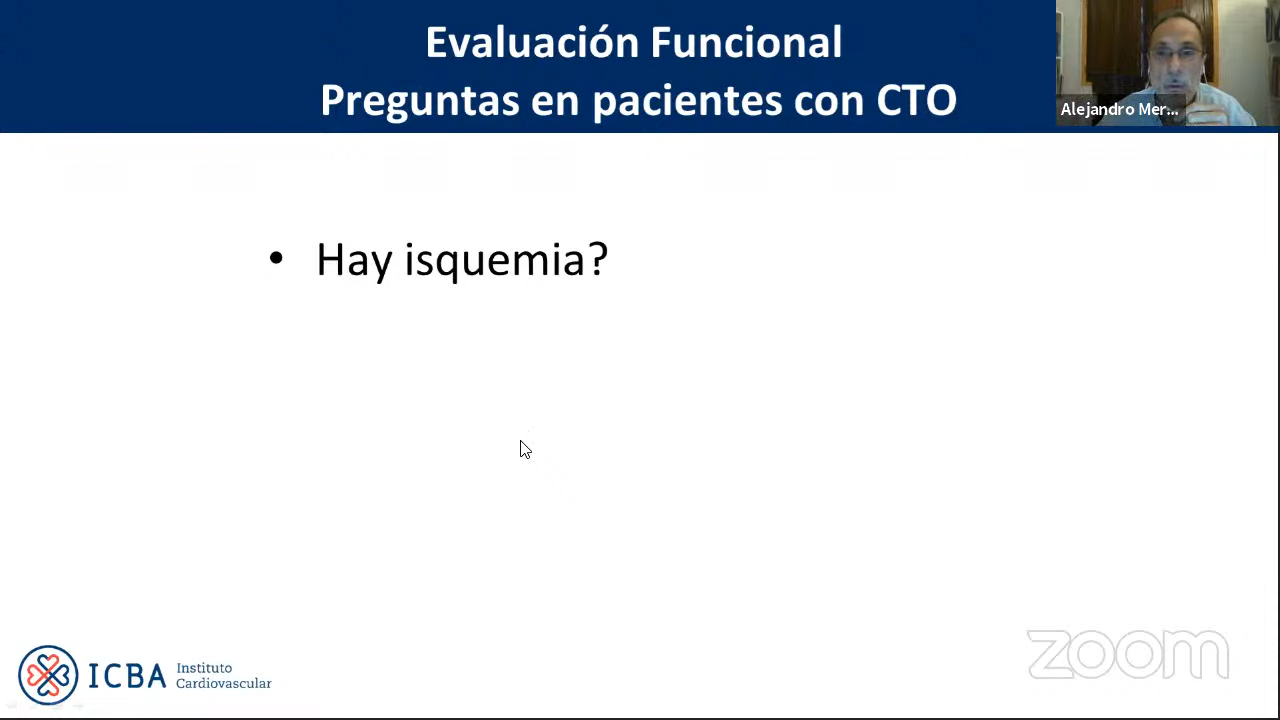 Evaluación Funcional
Preguntas en pacientes con CTO
Alejandro Mer...
• Hay isquemia?
ICBA Instituto
Cardiovascular
zoom